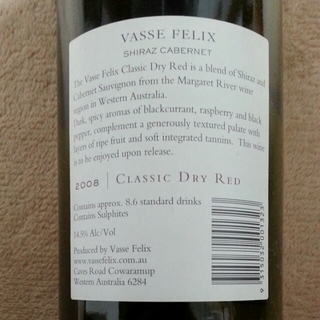 VASSE FELIX
SHIRAZ CABERNET
The Vasse Felix Classic Dry Red is a blend of Shiraz and
Cabernet Sauvignon from the Margaret River wine
region in Western Australia.
Dark, spicy aromas of blackcurrant, raspberry and black
pepper, complement a generously textured palate with
layers of ripe fruit and soft integrated tannins. This wine
is to be enjoyed upon release.
2008 | CLASSIC DRY RED
Contains approx. 8.6 standard drinks
Contains Sulphites
14.5% Alc/Vol
Produced by Vasse Felix
www.vassefelix.com.au
Caves Road Cowaramup
Western Australia 6284